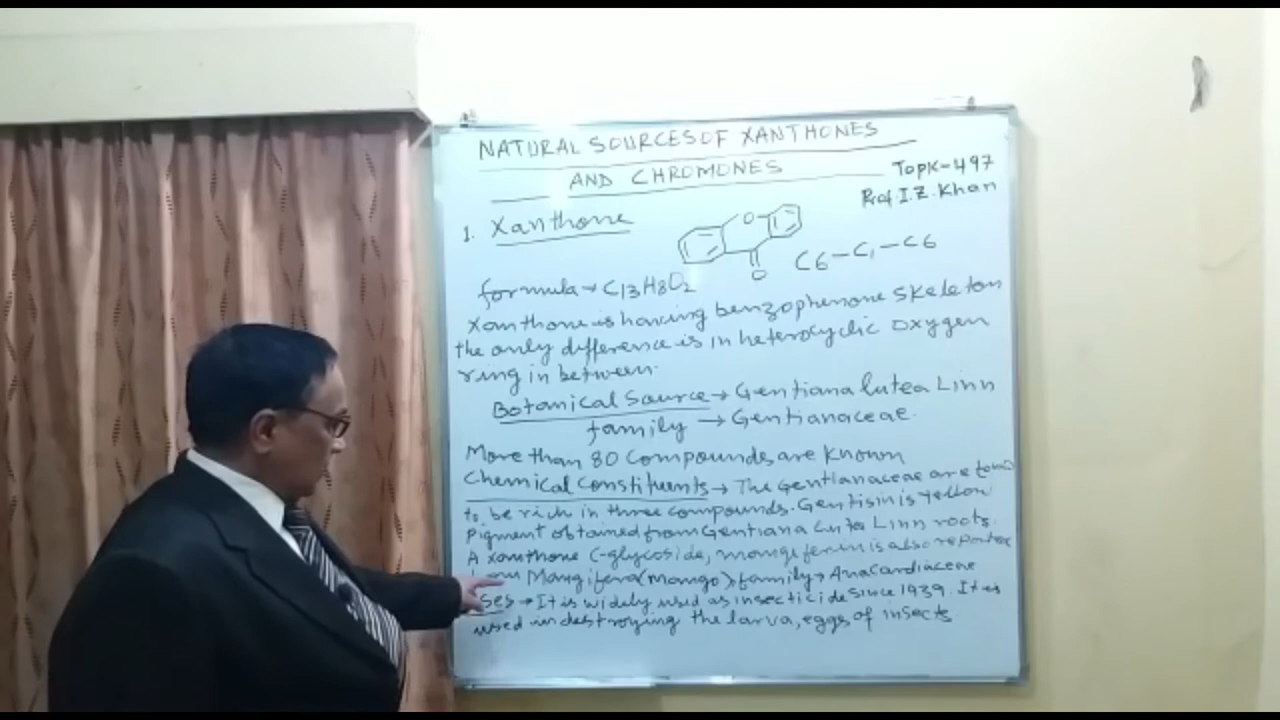 NATURAL SOURCES OF XANTHONES
AND CHROMONES
Topic-497
Prof I.Z. Khan
1. Xanthone
O
O
C6-C1-C6
formula → C13H8O2
Xanthone is having benzophenone skeleton
the only difference is in heterocyclic oxygen
ring in between.
Botanical Source → Gentiana lutea Linn
family → Gentianaceae.
More than 80 Compounds are known
Chemical constituents → The Gentianaceae are
to be rich in three compounds. Gentisin is yellow
Pigment obtained from Gentiana Lutea Linn roots.
A xanthone C-glycoside, mangiferin is also reported
Mangifera (mango), family → Anacardiaceae
ses → It is widely used as insecticide since 1939. It is
used in destroying the larva, eggs of insects.